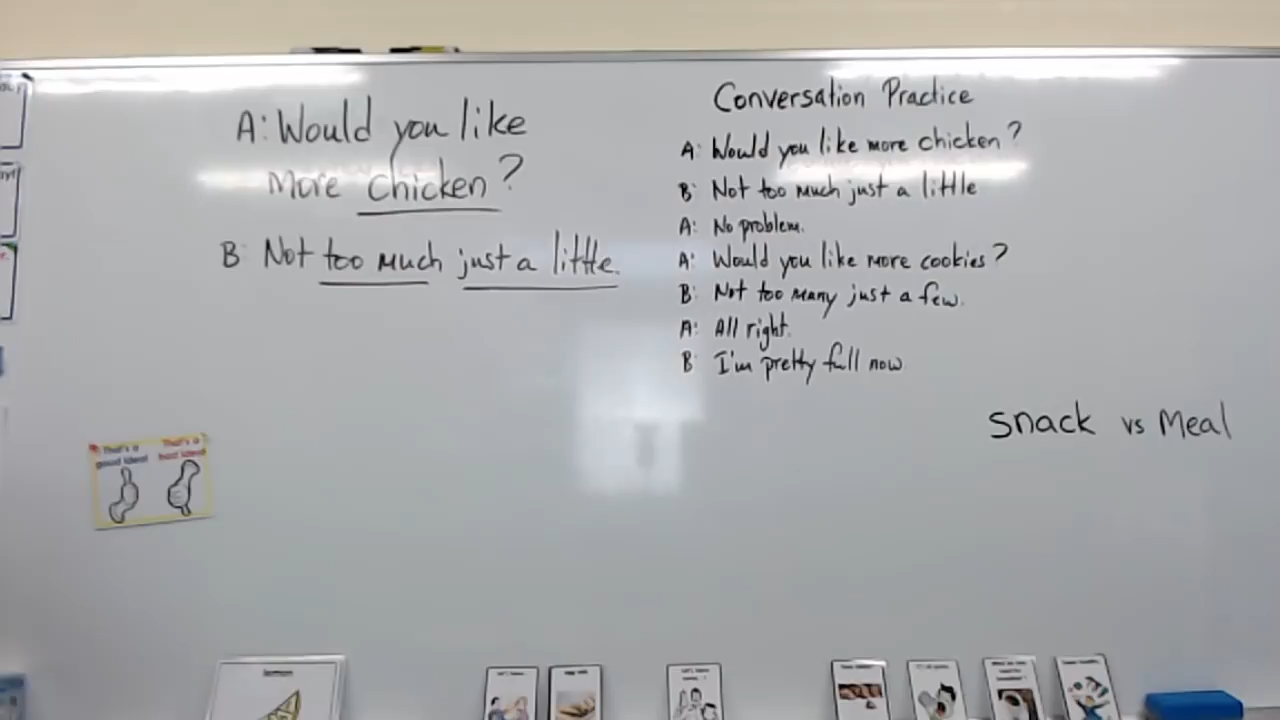 A: Would you like
More chicken?
B: Not too much just a little.
Conversation Practice
A: Would you like more chicken?
B: Not too much just a little
A: No problem.
A: Would you like more cookies?
B: Not too many just a few.
A: All right.
B: I'm pretty full now
Snack vs Meal
That's a
good idea!
That's a
bad idea!